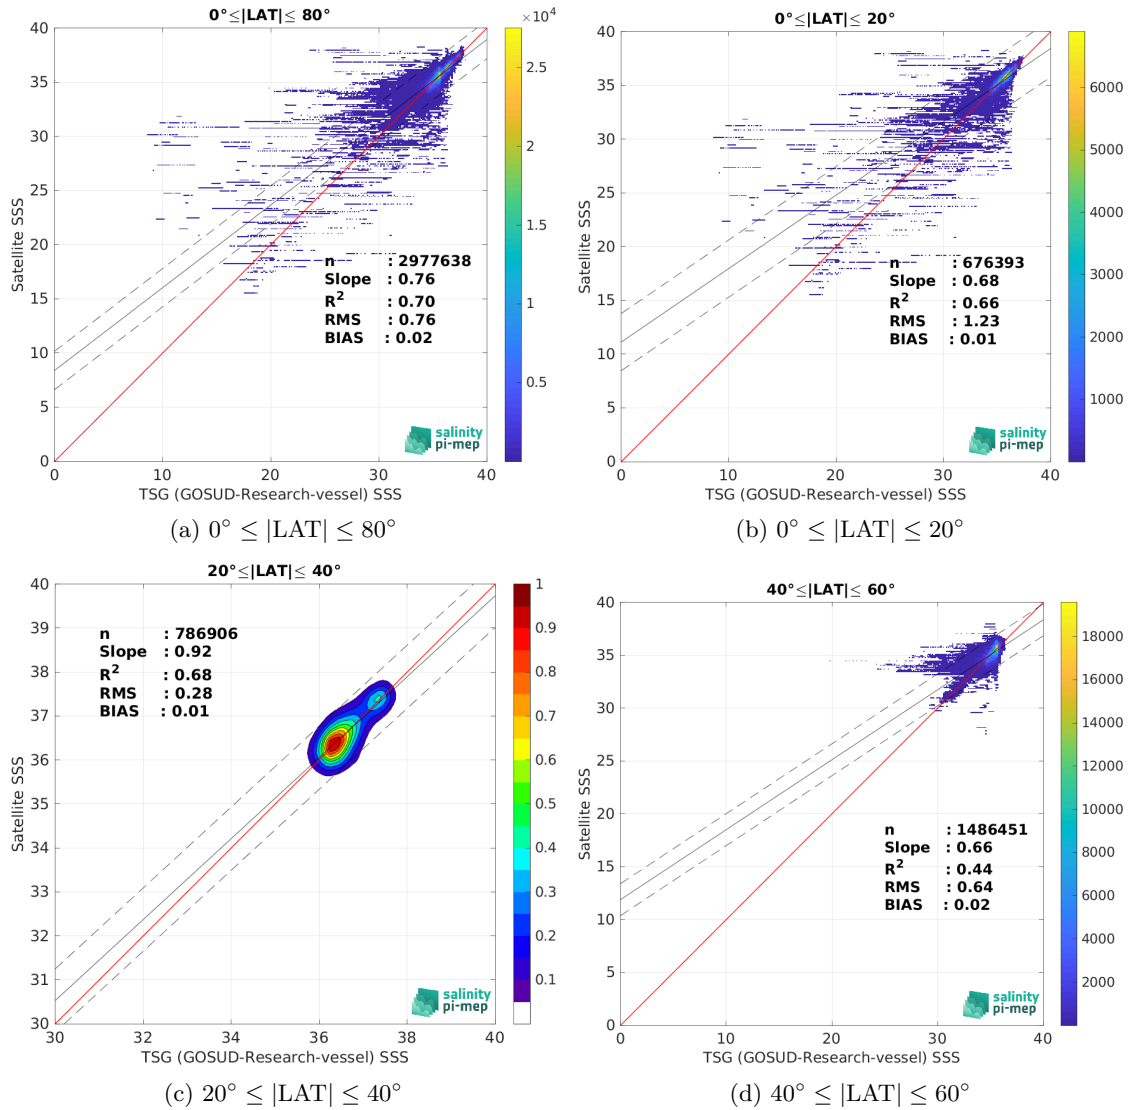 0°≤|LAT|≤ 80°
×10⁴
40
35
30
25
20
15
10
5
0
Satellite SSS
n : 2977638
Slope : 0.76
R² : 0.70
RMS : 0.76
BIAS : 0.02
salinity
pi-mep
0 10 20 30 40
TSG (GOSUD-Research-vessel) SSS
2.5
2
1.5
1
0.5
(a) 0° ≤ |LAT| ≤ 80°
0°≤|LAT|≤ 20°
40
35
30
25
20
15
10
5
0
Satellite SSS
n : 676393
Slope : 0.68
R² : 0.66
RMS : 1.23
BIAS : 0.01
salinity
pi-mep
0 10 20 30 40
TSG (GOSUD-Research-vessel) SSS
6000
5000
4000
3000
2000
1000
(b) 0° ≤ |LAT| ≤ 20°
20°≤|LAT|≤ 40°
40
39
38
37
36
35
34
33
32
31
30
Satellite SSS
n : 786906
Slope : 0.92
R² : 0.68
RMS : 0.28
BIAS : 0.01
salinity
pi-mep
30 32 34 36 38 40
TSG (GOSUD-Research-vessel) SSS
1
0.9
0.8
0.7
0.6
0.5
0.4
0.3
0.2
0.1
(c) 20° ≤ |LAT| ≤ 40°
40°≤|LAT|≤ 60°
40
35
30
25
20
15
10
5
0
Satellite SSS
n : 1486451
Slope : 0.66
R² : 0.44
RMS : 0.64
BIAS : 0.02
salinity
pi-mep
0 10 20 30 40
TSG (GOSUD-Research-vessel) SSS
18000
16000
14000
12000
10000
8000
6000
4000
2000
(d) 40° ≤ |LAT| ≤ 60°